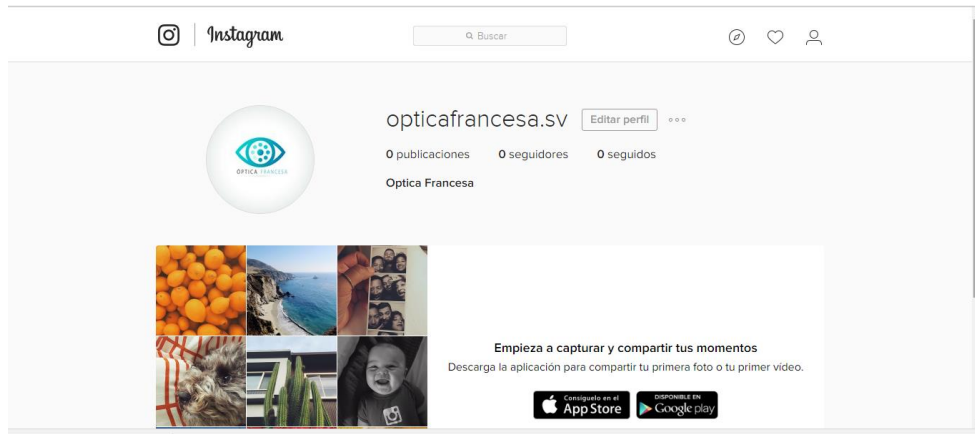 Instagram
Buscar
opticafrancesa.sv Editar perfil
0 publicaciones 0 seguidores 0 seguidos
Optica Francesa
OPTICA FRANCESA
Empieza a capturar y compartir tus momentos
Descarga la aplicación para compartir tu primera foto o tu primer vídeo.
Consíguelo en el
App Store
DISPONIBLE EN
Google play